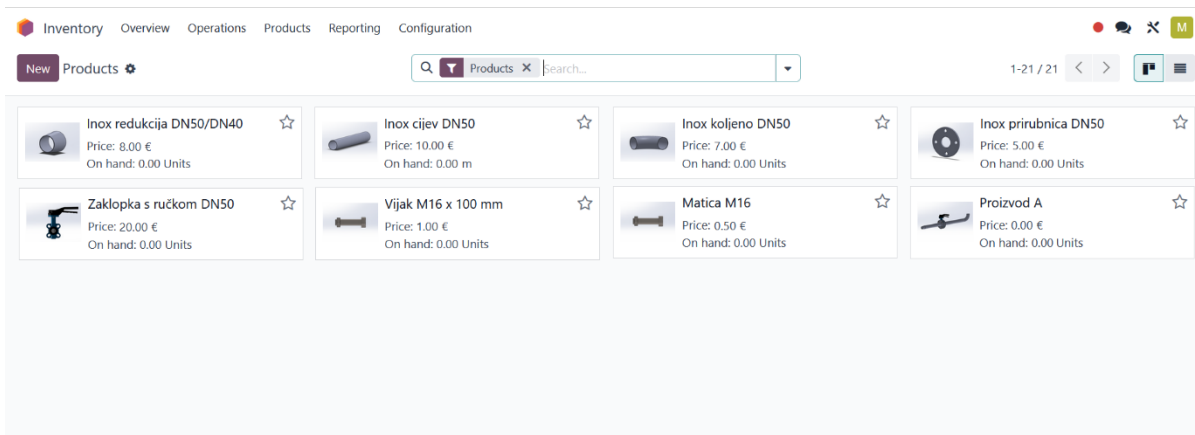 Inventory Overview Operations Products Reporting Configuration M
New Products Products Search... 1-21 / 21
Inox redukcija DN50/DN40
Price: 8.00 €
On hand: 0.00 Units
Inox cijev DN50
Price: 10.00 €
On hand: 0.00 m
Inox koljeno DN50
Price: 7.00 €
On hand: 0.00 Units
Inox prirubnica DN50
Price: 5.00 €
On hand: 0.00 Units
Zaklopka s ručkom DN50
Price: 20.00 €
On hand: 0.00 Units
Vijak M16 x 100 mm
Price: 1.00 €
On hand: 0.00 Units
Matica M16
Price: 0.50 €
On hand: 0.00 Units
Proizvod A
Price: 0.00 €
On hand: 0.00 Units